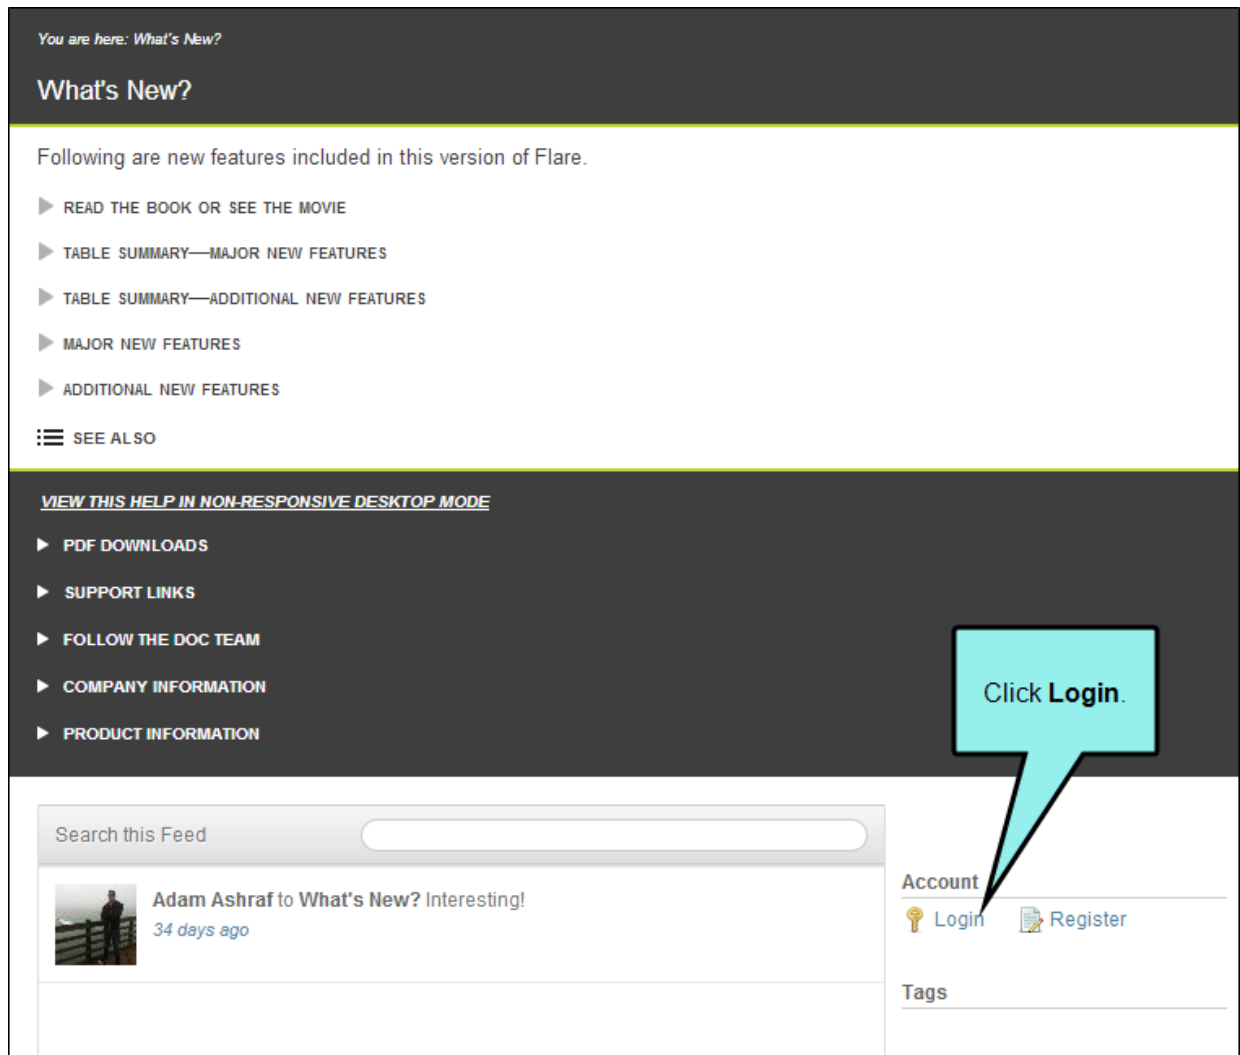 You are here: What's New?
What's New?
Following are new features included in this version of Flare.
READ THE BOOK OR SEE THE MOVIE
TABLE SUMMARY—MAJOR NEW FEATURES
TABLE SUMMARY—ADDITIONAL NEW FEATURES
MAJOR NEW FEATURES
ADDITIONAL NEW FEATURES
SEE ALSO
VIEW THIS HELP IN NON-RESPONSIVE DESKTOP MODE
PDF DOWNLOADS
SUPPORT LINKS
FOLLOW THE DOC TEAM
COMPANY INFORMATION
PRODUCT INFORMATION
Click Login.
Search this Feed
Adam Ashraf to What's New? Interesting!
34 days ago
Account
Login Register
Tags